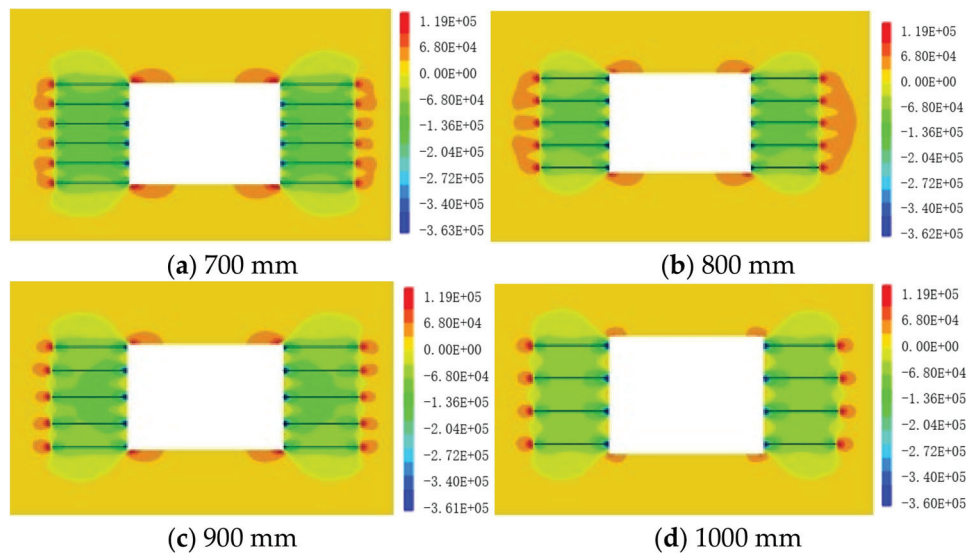 1.19E+05
6.80E+04
0.00E+00
-6.80E+04
-1.36E+05
-2.04E+05
-2.72E+05
-3.40E+05
-3.63E+05
(a) 700 mm
1.19E+05
6.80E+04
0.00E+00
-6.80E+04
-1.36E+05
-2.04E+05
-2.72E+05
-3.40E+05
-3.62E+05
(b) 800 mm
1.19E+05
6.80E+04
0.00E+00
-6.80E+04
-1.36E+05
-2.04E+05
-2.72E+05
-3.40E+05
-3.61E+05
(c) 900 mm
1.19E+05
6.80E+04
0.00E+00
-6.80E+04
-1.36E+05
-2.04E+05
-2.72E+05
-3.40E+05
-3.60E+05
(d) 1000 mm